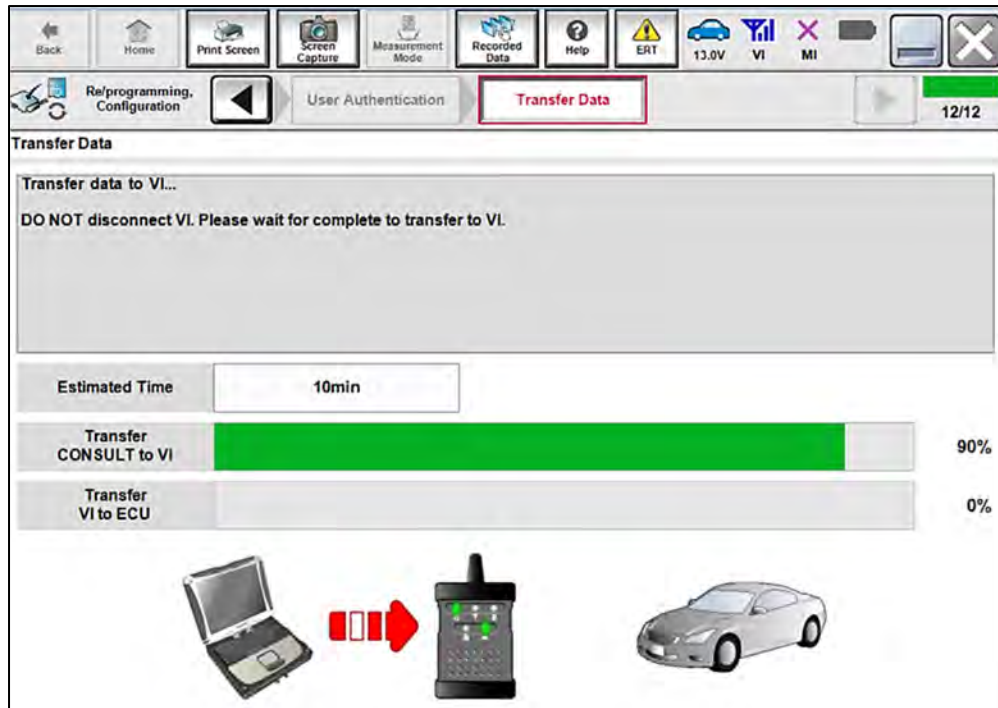 Back
Home
Print Screen
Screen
Capture
Measurement
Mode
Recorded
Data
Help
ERT
13.0V
VI
MI
Re/programming,
Configuration
User Authentication
Transfer Data
12/12
Transfer Data
Transfer data to VI...
DO NOT disconnect VI. Please wait for complete to transfer to VI.
Estimated Time
10min
Transfer
CONSULT to VI
90%
Transfer
VI to ECU
0%